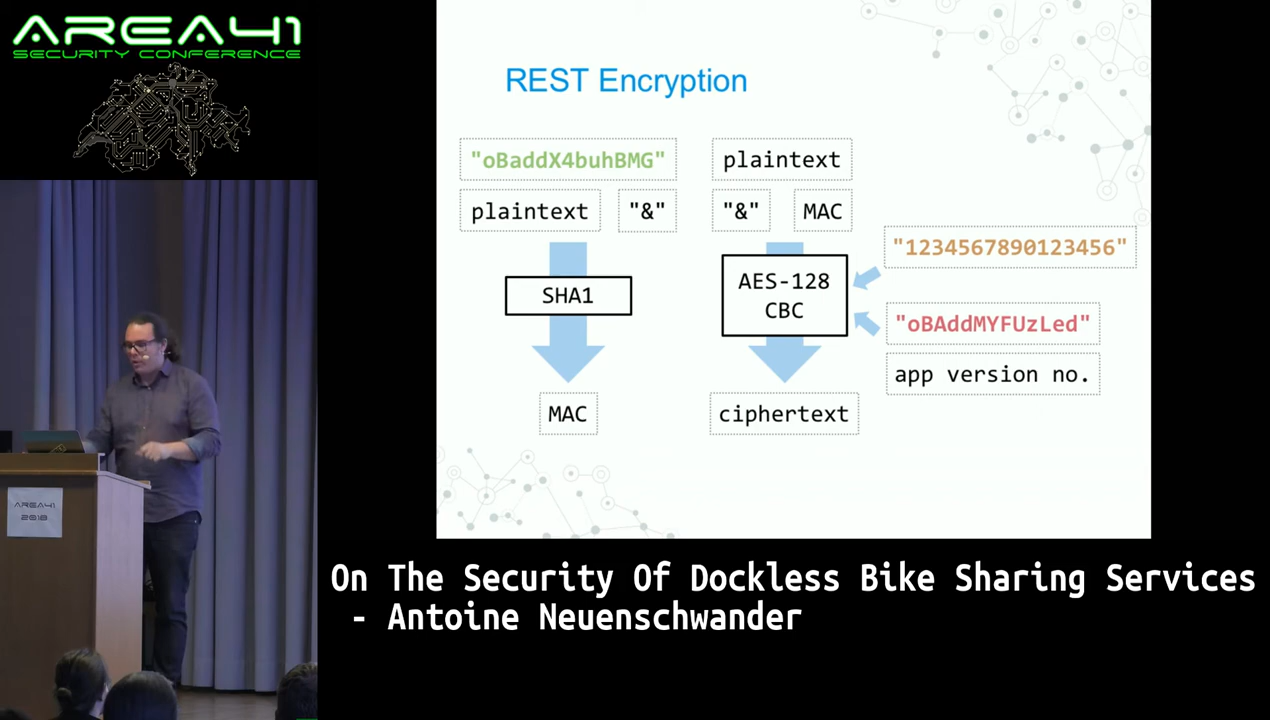 AREA41
SECURITY CONFERENCE
REST Encryption
"oBaddX4buhBMG"
plaintext "&"
SHA1
MAC
plaintext
"&" MAC
AES-128
CBC
ciphertext
"1234567890123456"
"oBAddMYFUzLed"
app version no.
AREA41
2018
On The Security Of Dockless Bike Sharing Services
- Antoine Neuenschwander